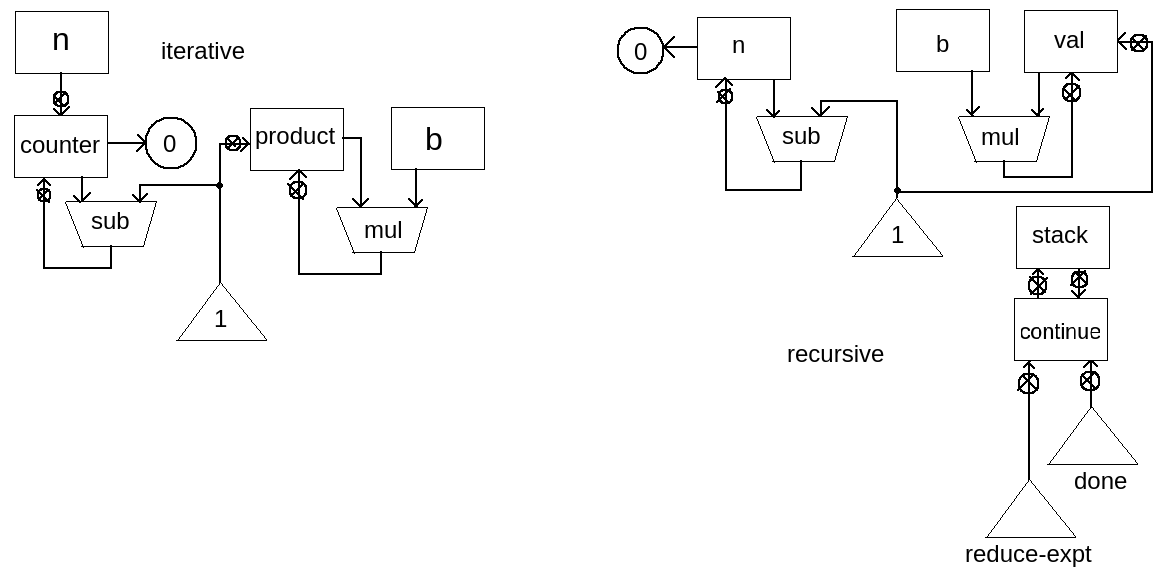 n
iterative
counter
0
product
b
sub
mul
1
0
n
b
val
sub
mul
1
stack
continue
recursive
done
reduce-expt